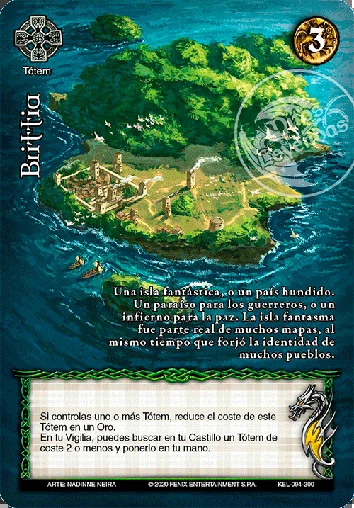 3
Tótem
Burtia
Una isla fantástica, o un país hundido.
Un paraíso para los guerreros, o un
infierno para la paz. La isla fantasma
fue parte real de muchos mapas, al
mismo tiempo que forjó la identidad de
muchos pueblos.
Si controlas uno o más Tótem, reduce el coste de este
Tótem en un Oro.
En tu Vigilia, puedes buscar en tu Castillo un Tótem de
coste 2 o menos y ponerlo en tu mano.
ARTE: NADINNE NEIRA © 2020 FENIX ENTERTAINMENT S.P.A.